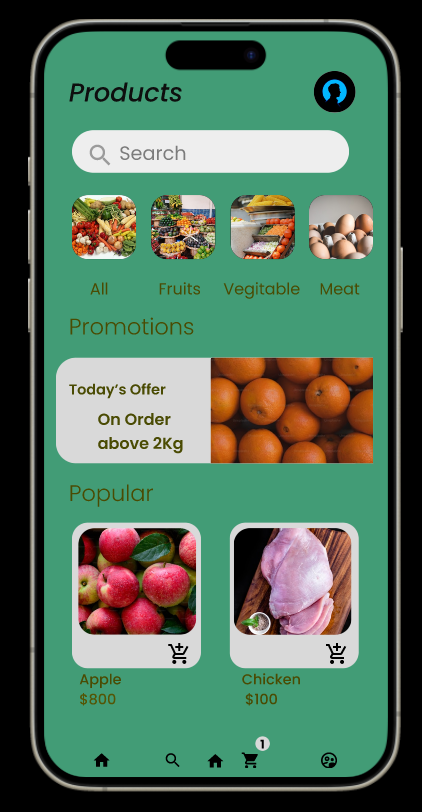 Products
Search
All Fruits Vegitable Meat
Promotions
Today’s Offer
On Order
above 2Kg
Popular
Apple Chicken
$800 $100
1